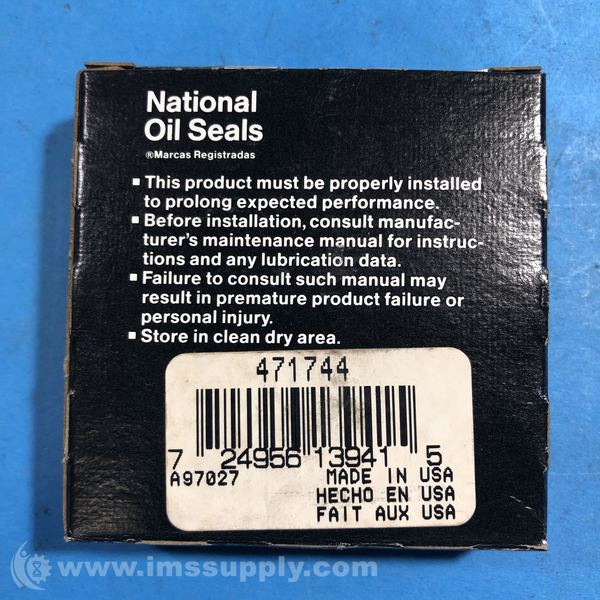 National
Oil Seals
®Marcas Registradas
▪ This product must be properly installed
to prolong expected performance.
▪ Before installation, consult manufac-
turer's maintenance manual for instruc-
tions and any lubrication data.
▪ Failure to consult such manual may
result in premature product failure or
personal injury.
▪ Store in clean dry area.
471744
7 24956 13941 5
A97027 MADE IN USA
HECHO EN USA
FAIT AUX USA
www.imssupply.com